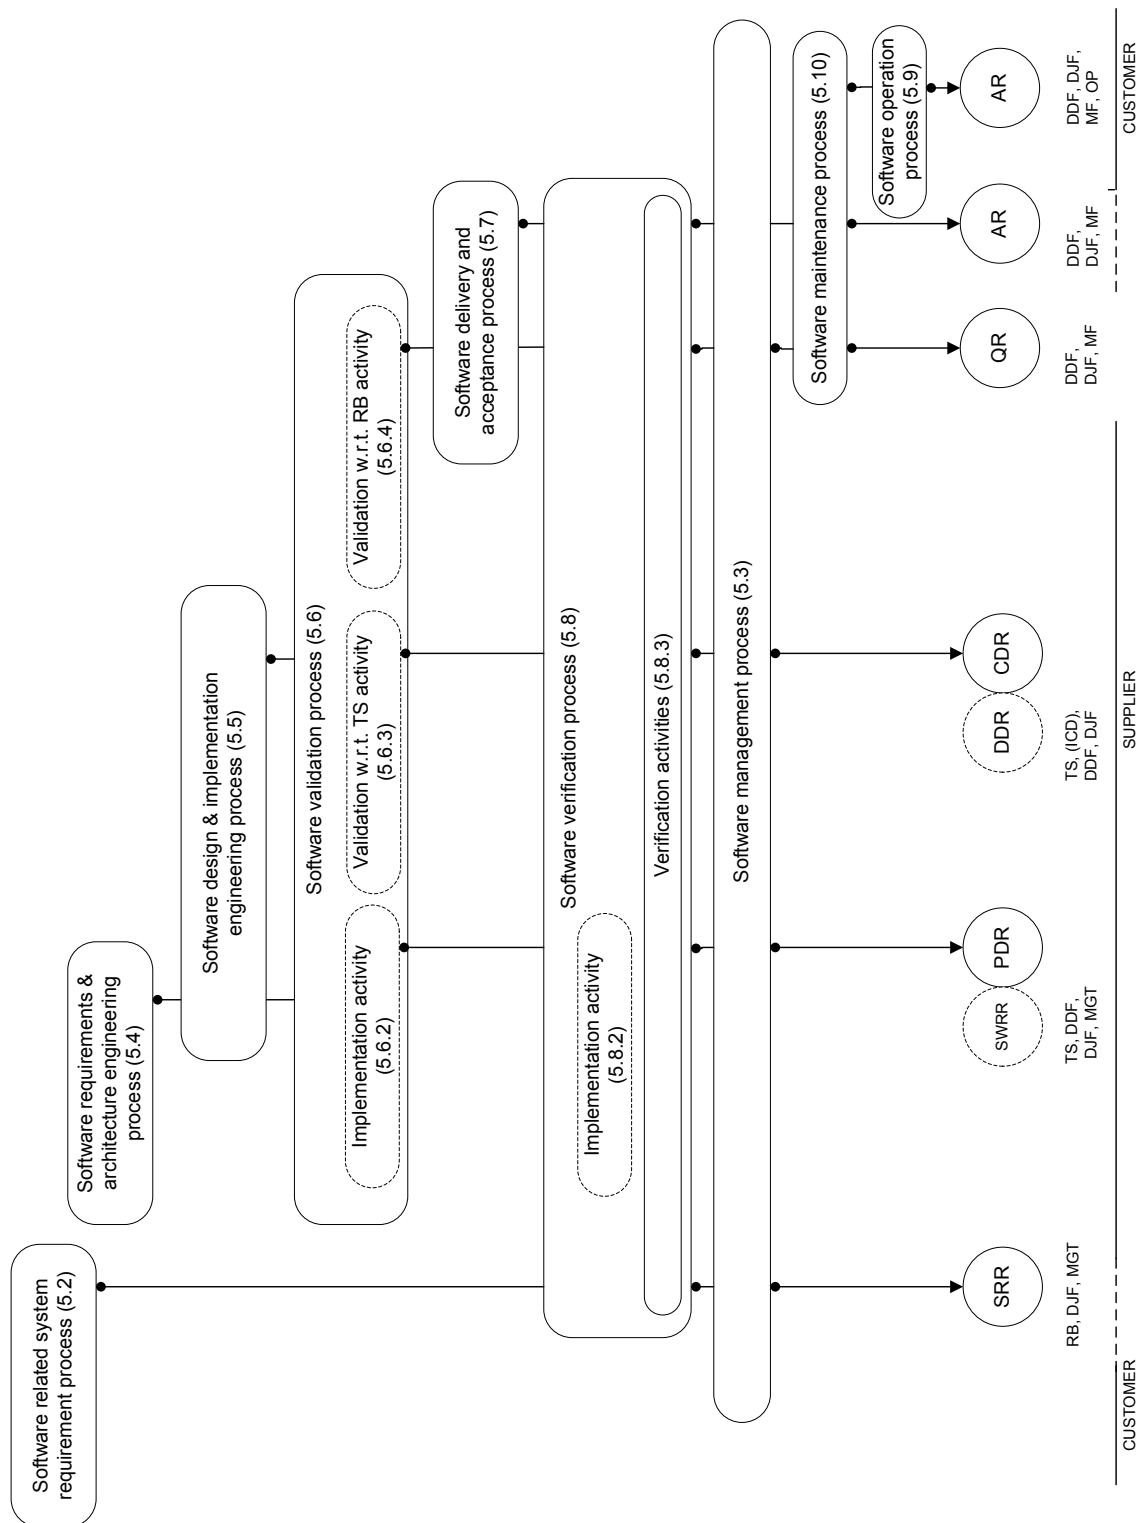 Software related system
requirement process (5.2)
Software requirements &
architecture engineering
process (5.4)
Software design & implementation
engineering process (5.5)
Software validation process (5.6)
Implementation activity
(5.6.2)
Validation w.r.t. TS activity
(5.6.3)
Validation w.r.t. RB activity
(5.6.4)
Software delivery and
acceptance process (5.7)
Software verification process (5.8)
Implementation activity
(5.8.2)
Verification activities (5.8.3)
Software management process (5.3)
Software maintenance process (5.10)
Software operation
process (5.9)
SRR
SWRR
PDR
DDR
CDR
QR
AR
AR
RB, DJF, MGT
TS, DDF,
DJF, MGT
TS, (ICD),
DDF, DJF
DDF,
DJF, MF
DDF,
DJF, MF
DDF, DJF,
MF, OP
CUSTOMER
SUPPLIER
CUSTOMER